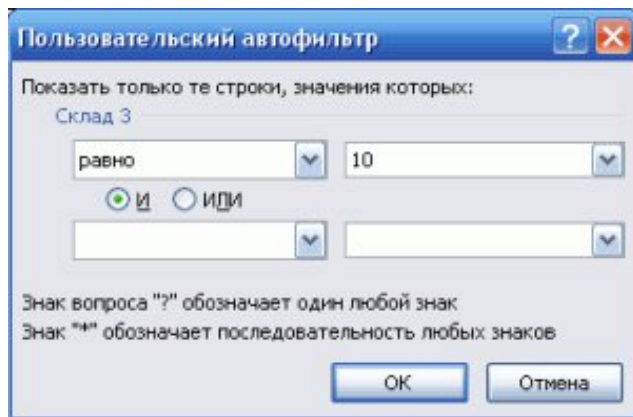 Пользовательский автофильтр
Показать только те строки, значения которых:
Склад 3
равно 10
И ИЛИ
Знак вопроса "?" обозначает один любой знак
Знак "*" обозначает последовательность любых знаков
ОК Отмена